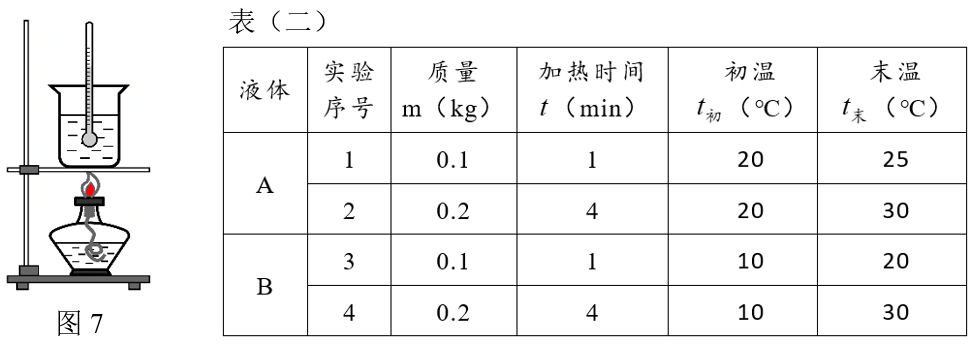 表（二）
液体 实验序号 质量 m（kg） 加热时间 t（min） 初温 t初（℃） 末温 t末（℃）
A 1 0.1 1 20 25
2 0.2 4 20 30
B 3 0.1 1 10 20
4 0.2 4 10 30
图 7